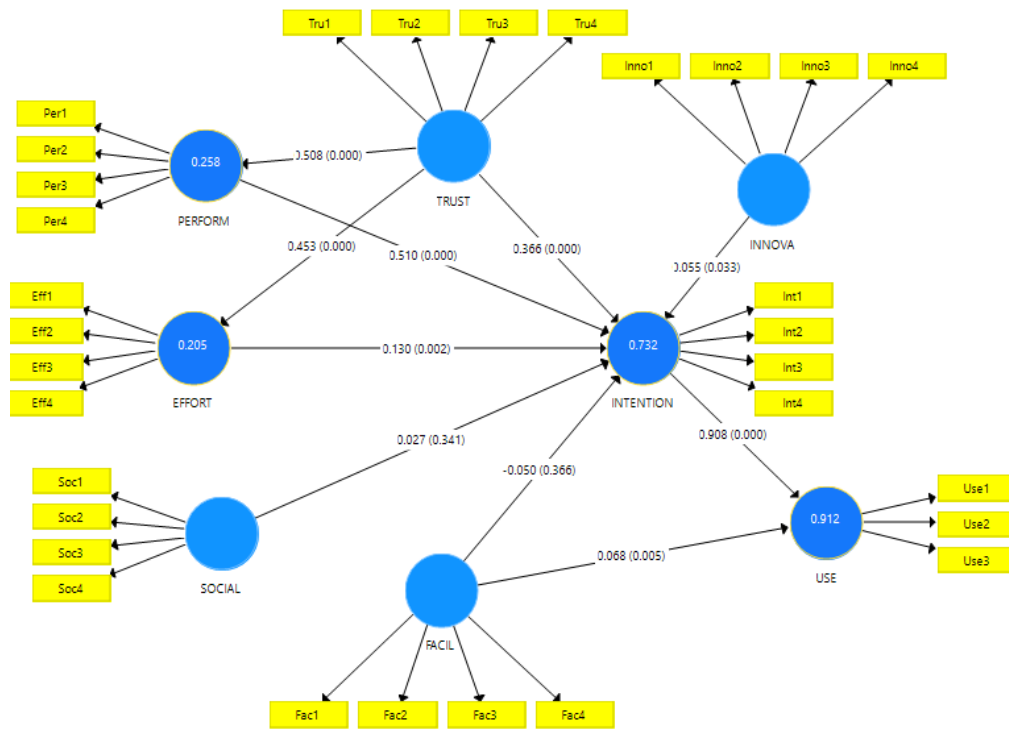 Tru1
Tru2
Tru3
Tru4
Inno1
Inno2
Inno3
Inno4
Per1
Per2
Per3
Per4
0.258
PERFORM
TRUST
INNOVA
0.508 (0.000)
0.453 (0.000)
0.510 (0.000)
0.366 (0.000)
0.055 (0.033)
Eff1
Eff2
Eff3
Eff4
0.205
EFFORT
0.130 (0.002)
0.732
INTENTION
Int1
Int2
Int3
Int4
0.027 (0.341)
-0.050 (0.366)
0.908 (0.000)
Soc1
Soc2
Soc3
Soc4
SOCIAL
0.068 (0.005)
0.912
USE
Use1
Use2
Use3
FACIL
Fac1
Fac2
Fac3
Fac4